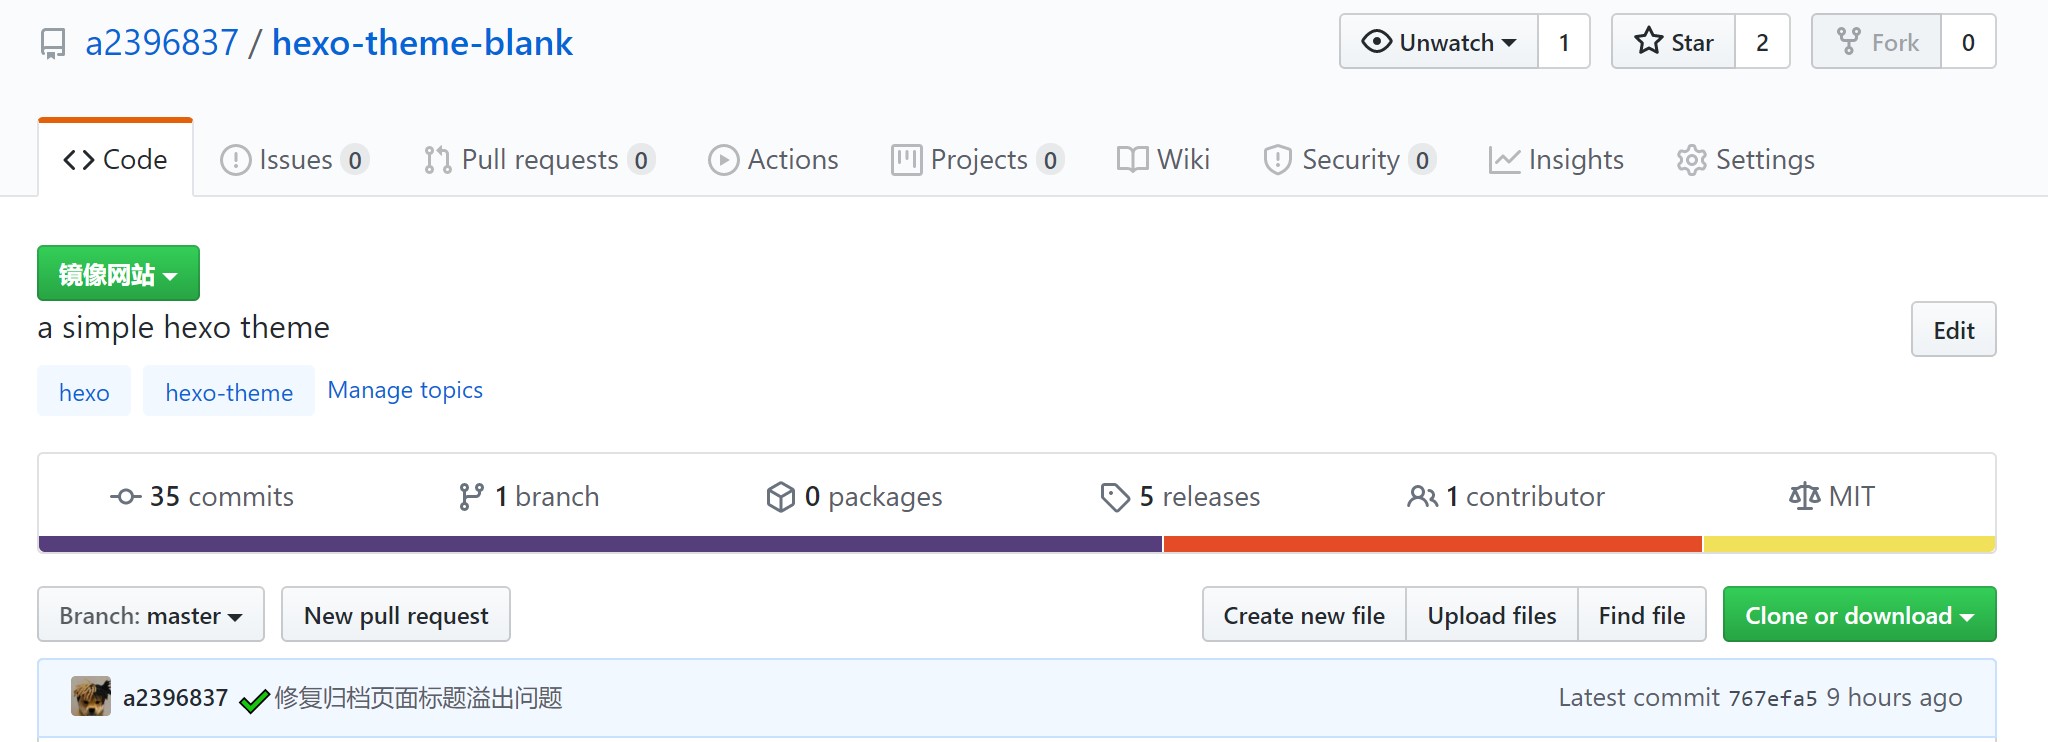 a2396837 / hexo-theme-blank
Unwatch 1 Star 2 Fork 0
Code Issues 0 Pull requests 0 Actions Projects 0 Wiki Security 0 Insights Settings
镜像网站
a simple hexo theme
Edit
hexo hexo-theme Manage topics
35 commits 1 branch 0 packages 5 releases 1 contributor MIT
Branch: master New pull request Create new file Upload files Find file Clone or download
a2396837 修复归档页面标题溢出问题 Latest commit 767efa5 9 hours ago